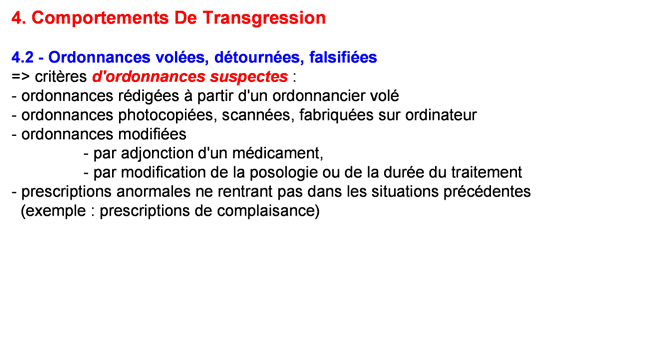 4. Comportements De Transgression
4.2 - Ordonnances volées, détournées, falsifiées
=> critères d'ordonnances suspectes :
- ordonnances rédigées à partir d'un ordonnancier volé
- ordonnances photocopiées, scannées, fabriquées sur ordinateur
- ordonnances modifiées
- par adjonction d'un médicament,
- par modification de la posologie ou de la durée du traitement
- prescriptions anormales ne rentrant pas dans les situations précédentes
(exemple : prescriptions de complaisance)